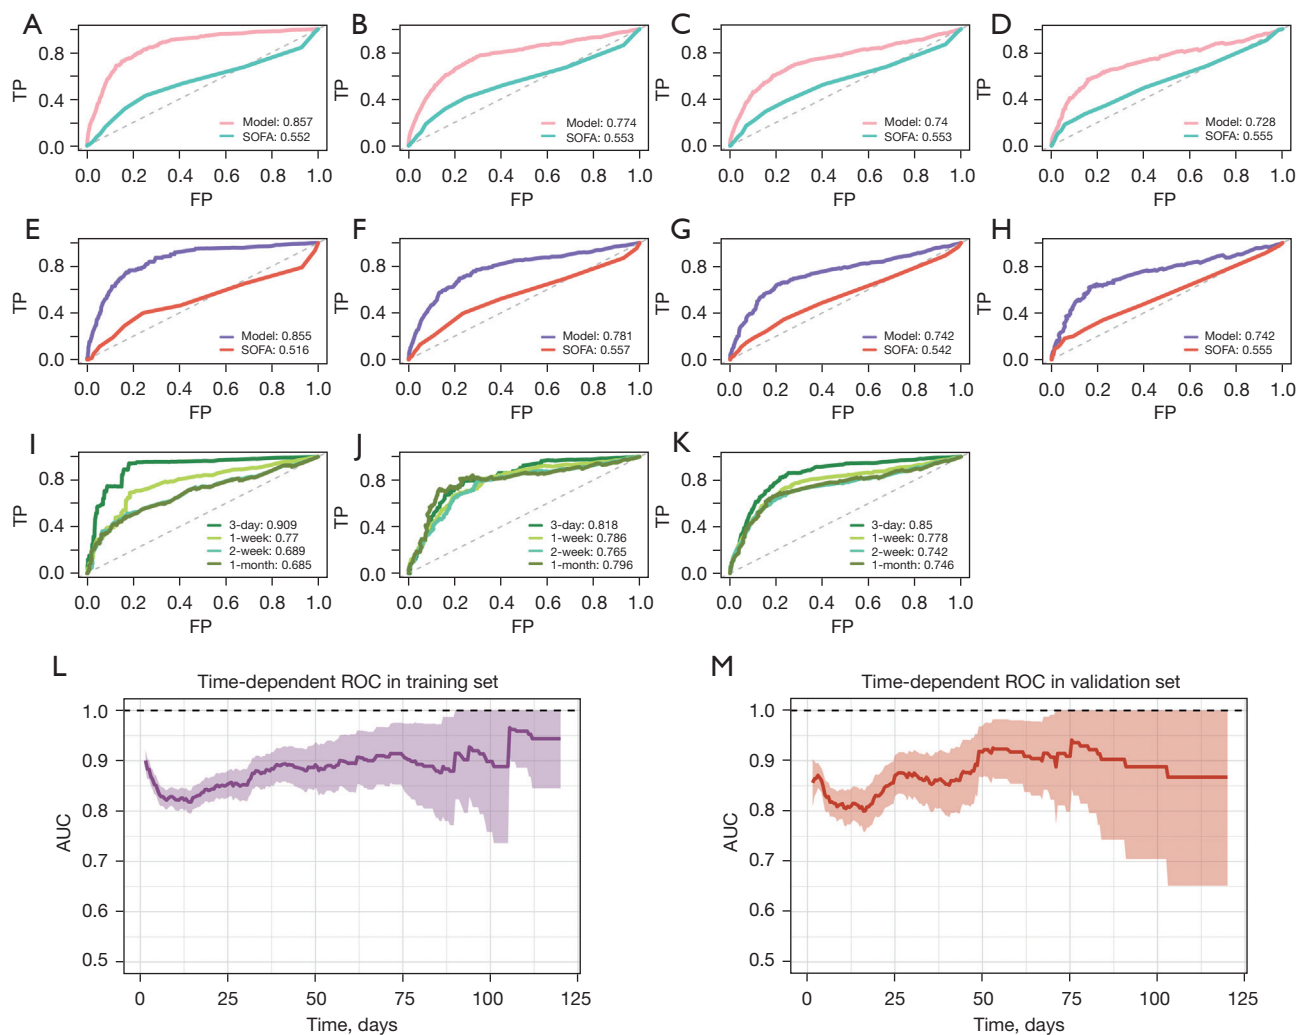 A
TP
0.8
0.4
0.0
Model: 0.857
SOFA: 0.552
0.0 0.2 0.4 0.6 0.8 1.0
FP
B
TP
0.8
0.4
0.0
Model: 0.774
SOFA: 0.553
0.0 0.2 0.4 0.6 0.8 1.0
FP
C
TP
0.8
0.4
0.0
Model: 0.74
SOFA: 0.553
0.0 0.2 0.4 0.6 0.8 1.0
FP
D
TP
0.8
0.4
0.0
Model: 0.728
SOFA: 0.555
0.0 0.2 0.4 0.6 0.8 1.0
FP
E
TP
0.8
0.4
0.0
Model: 0.855
SOFA: 0.516
0.0 0.2 0.4 0.6 0.8 1.0
FP
F
TP
0.8
0.4
0.0
Model: 0.781
SOFA: 0.557
0.0 0.2 0.4 0.6 0.8 1.0
FP
G
TP
0.8
0.4
0.0
Model: 0.742
SOFA: 0.542
0.0 0.2 0.4 0.6 0.8 1.0
FP
H
TP
0.8
0.4
0.0
Model: 0.742
SOFA: 0.555
0.0 0.2 0.4 0.6 0.8 1.0
FP
I
TP
0.8
0.4
0.0
3-day: 0.909
1-week: 0.77
2-week: 0.689
1-month: 0.685
0.0 0.2 0.4 0.6 0.8 1.0
FP
J
TP
0.8
0.4
0.0
3-day: 0.818
1-week: 0.786
2-week: 0.765
1-month: 0.796
0.0 0.2 0.4 0.6 0.8 1.0
FP
K
TP
0.8
0.4
0.0
3-day: 0.85
1-week: 0.778
2-week: 0.742
1-month: 0.746
0.0 0.2 0.4 0.6 0.8 1.0
FP
L
Time-dependent ROC in training set
AUC
1.0
0.9
0.8
0.7
0.6
0.5
0 25 50 75 100 125
Time, days
M
Time-dependent ROC in validation set
AUC
1.0
0.9
0.8
0.7
0.6
0.5
0 25 50 75 100 125
Time, days